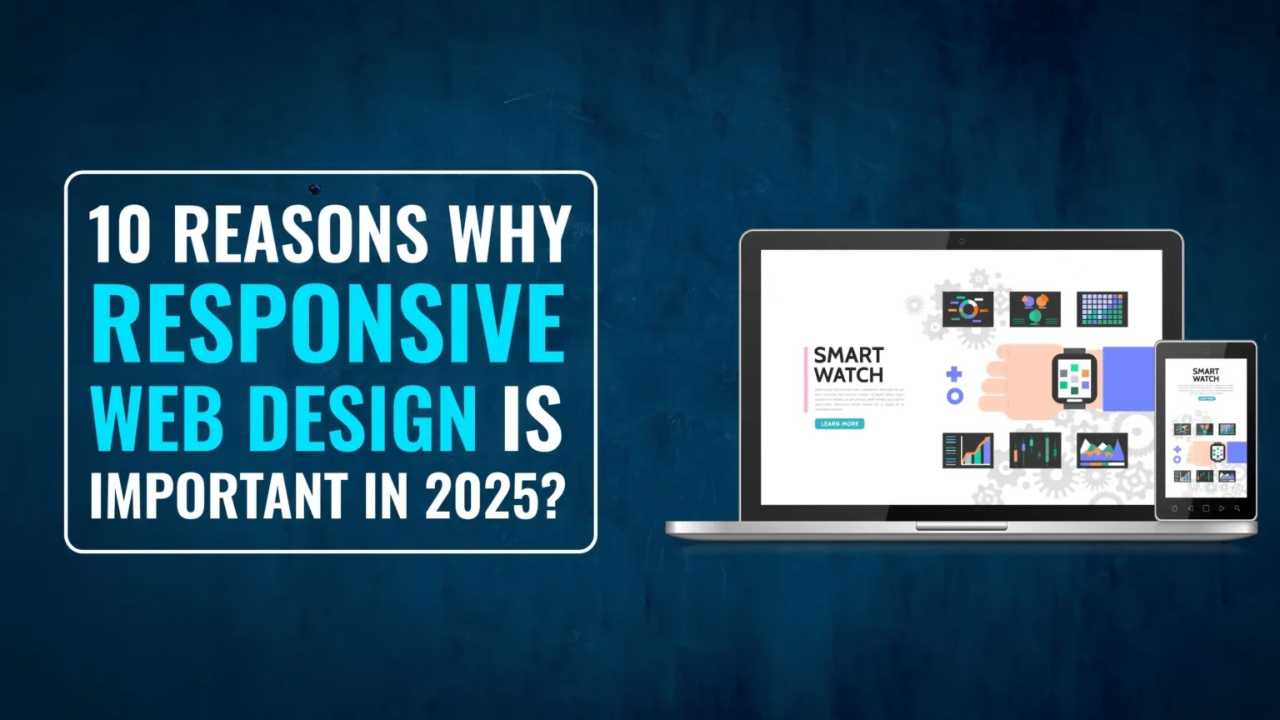 10 REASONS WHY
RESPONSIVE
WEB DESIGN IS
IMPORTANT IN 2025?
SMART
WATCH
LEARN MORE
SMART
WATCH